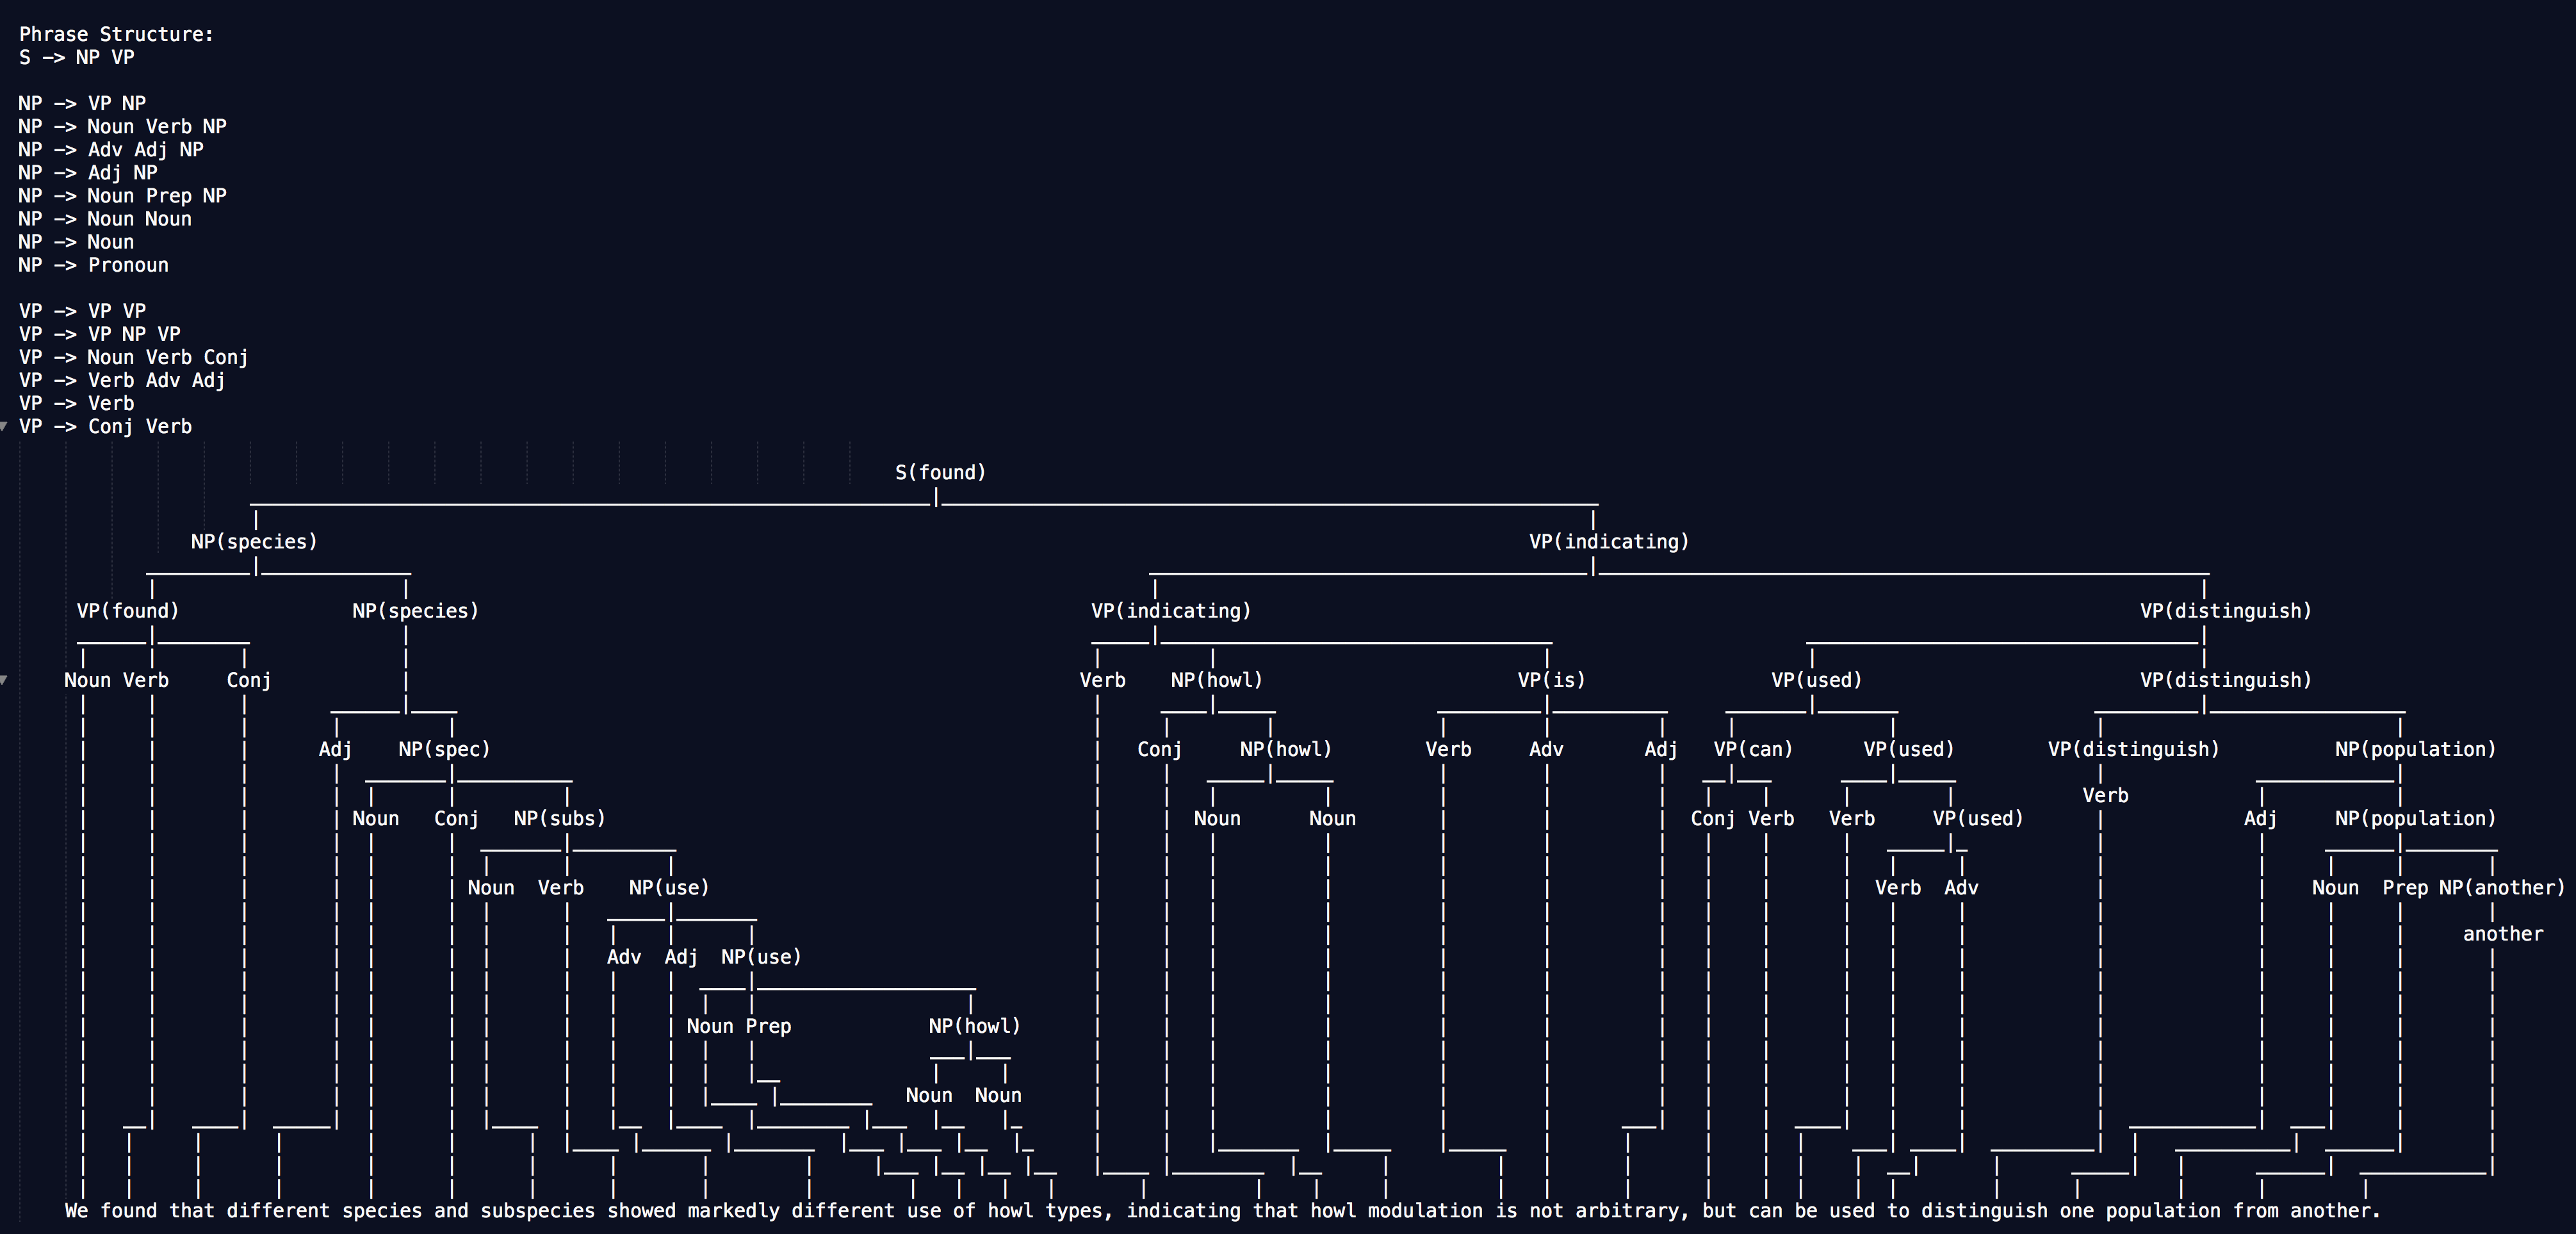 Phrase Structure:
S —> NP VP
NP —> VP NP
NP —> Noun Verb NP
NP —> Adv Adj NP
NP —> Adj NP
NP —> Noun Prep NP
NP —> Noun Noun
NP —> Noun
NP —> Pronoun
VP —> VP VP
VP —> VP NP VP
VP —> Noun Verb Conj
VP —> Verb Adv Adj
VP —> Verb
VP —> Conj Verb
S(found)
NP(species) VP(indicating)
VP(found) NP(species) VP(indicating) VP(distinguish)
Noun Verb Conj Verb NP(howl) VP(is) VP(used) VP(distinguish)
Adj NP(spec) Conj NP(howl) Verb Adv Adj VP(can) VP(used) VP(distinguish) NP(population)
Verb
Noun Conj NP(subs) Noun Noun Conj Verb Verb VP(used) Adj NP(population)
Noun Verb NP(use) Verb Adv Noun Prep NP(another)
another
Adv Adj NP(use)
Noun Prep NP(howl)
Noun Noun
We found that different species and subspecies showed markedly different use of howl types, indicating that howl modulation is not arbitrary, but can be used to distinguish one population from another.